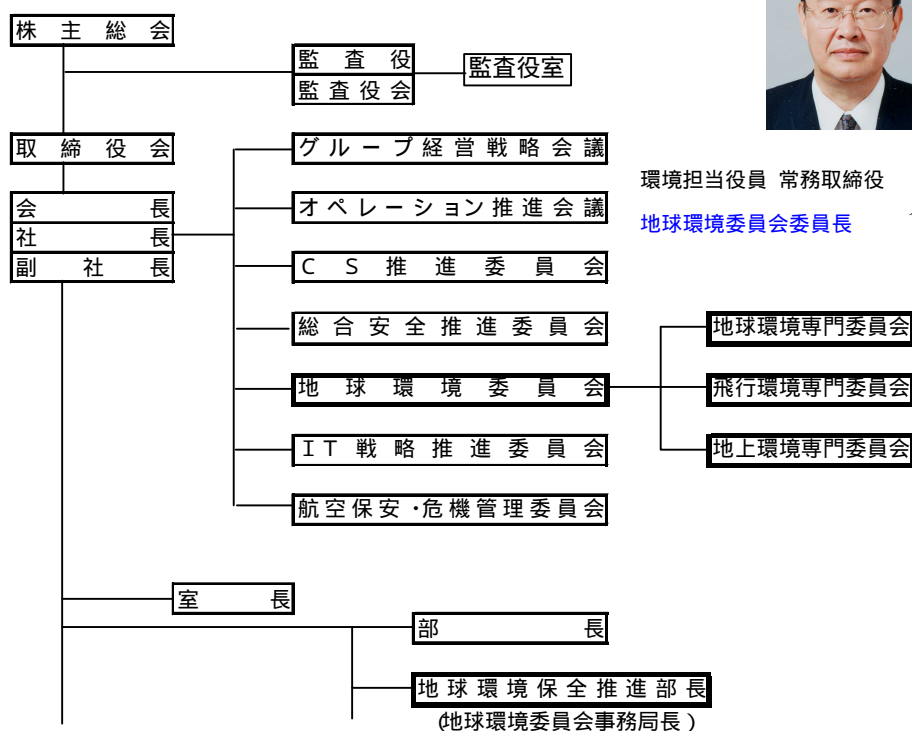 株主総会
監査役
監査役会
監査役室
取締役会
会長
社長
副社長
グループ経営戦略会議
オペレーション推進会議
CS推進委員会
総合安全推進委員会
地球環境委員会
IT戦略推進委員会
航空保安・危機管理委員会
環境担当役員 常務取締役
地球環境委員会委員長
地球環境専門委員会
飛行環境専門委員会
地上環境専門委員会
室長
部長
地球環境保全推進部長
(地球環境委員会事務局長)